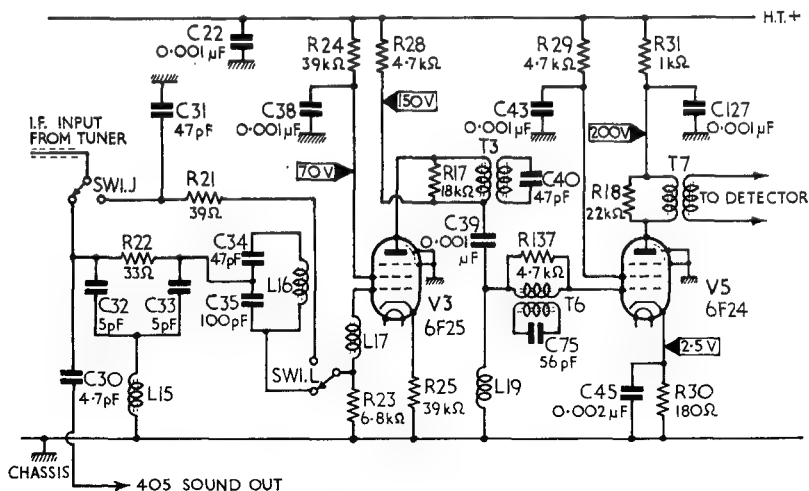 H.T.+
C22
0.001μF
R24
39kΩ
R28
4.7kΩ
R29
4.7kΩ
R31
1kΩ
C31
47pF
C38
0.001μF
150V
C43
0.001μF
200V
C127
0.001μF
I.F. INPUT
FROM TUNER
SWI.J
R21
39Ω
70V
T3
R17
18kΩ
C40
47pF
T7
R18
22kΩ
TO DETECTOR
R22
33Ω
C34
47pF
L16
C39
0.001
μF
R137
4.7kΩ
C32
5pF
C33
5pF
C35
100pF
V3
6F25
T6
V5
6F24
C75
56pF
L17
2.5V
C30
4.7pF
L15
SWI.L
R23
6.8kΩ
R25
39kΩ
L19
C45
0.002μF
R30
180Ω
CHASSIS
405 SOUND OUT